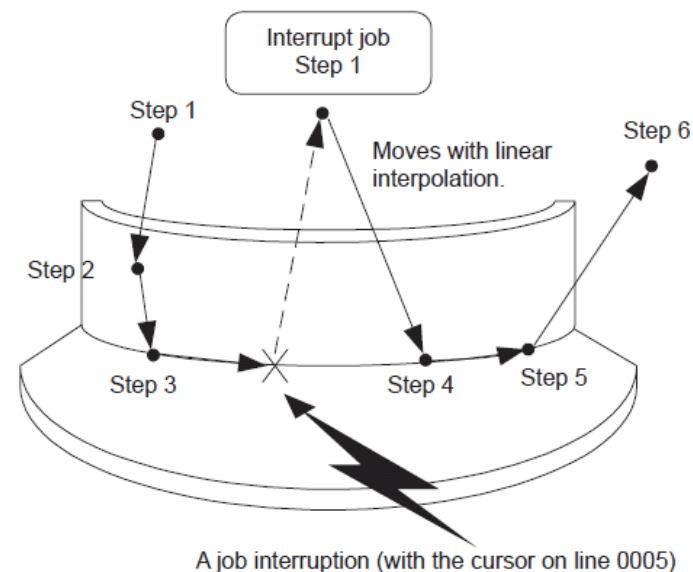 Interrupt job
Step 1
Step 1
Step 6
Moves with linear
interpolation.
Step 2
Step 3
Step 4
Step 5
A job interruption (with the cursor on line 0005)